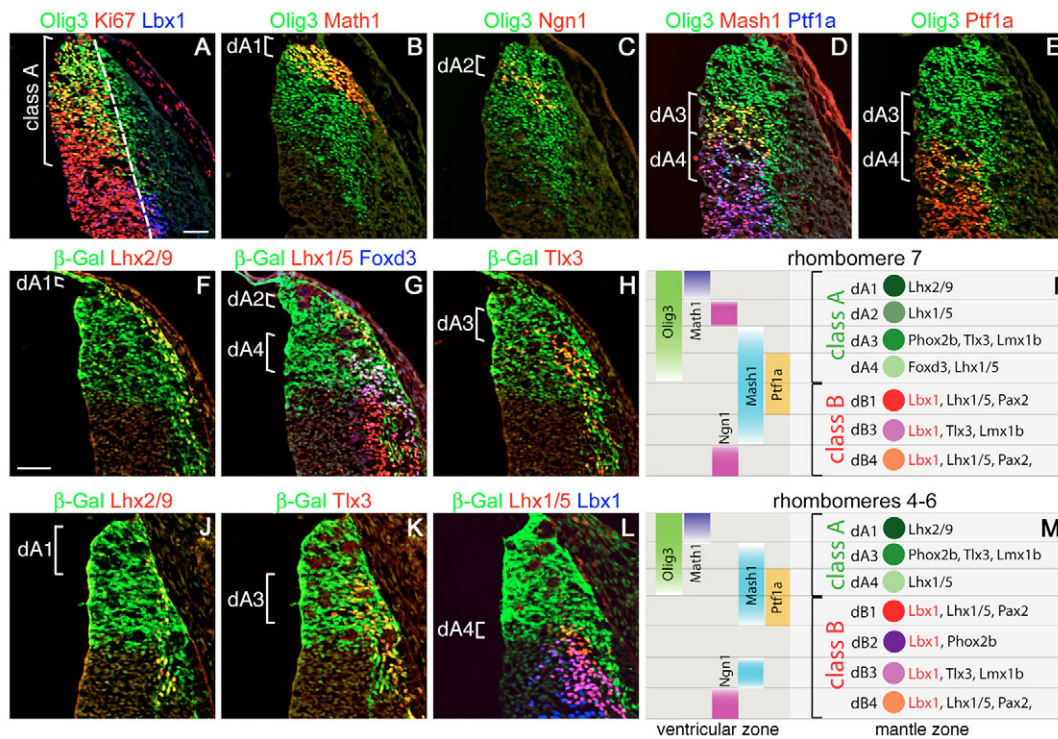 Olig3 Ki67 Lbx1
Olig3 Math1
Olig3 Ngn1
Olig3 Mash1 Ptf1a
Olig3 Ptf1a
A
class A
B
dA1
C
dA2
D
dA3
dA4
E
dA3
dA4
β-Gal Lhx2/9
β-Gal Lhx1/5 Foxd3
β-Gal Tlx3
rhombomere 7
F
dA1
G
dA2
dA4
H
dA3
I
Olig3
Math1
Mash1
Ptf1a
Ngn1
class A
dA1 Lhx2/9
dA2 Lhx1/5
dA3 Phox2b, Tlx3, Lmx1b
dA4 Foxd3, Lhx1/5
class B
dB1 Lbx1, Lhx1/5, Pax2
dB3 Lbx1, Tlx3, Lmx1b
dB4 Lbx1, Lhx1/5, Pax2,
β-Gal Lhx2/9
β-Gal Tlx3
β-Gal Lhx1/5 Lbx1
rhombomeres 4-6
J
dA1
K
dA3
L
dA4
M
Olig3
Math1
Mash1
Ptf1a
Ngn1
class A
dA1 Lhx2/9
dA3 Phox2b, Tlx3, Lmx1b
dA4 Lhx1/5
class B
dB1 Lbx1, Lhx1/5, Pax2
dB2 Lbx1, Phox2b
dB3 Lbx1, Tlx3, Lmx1b
dB4 Lbx1, Lhx1/5, Pax2,
ventricular zone
mantle zone